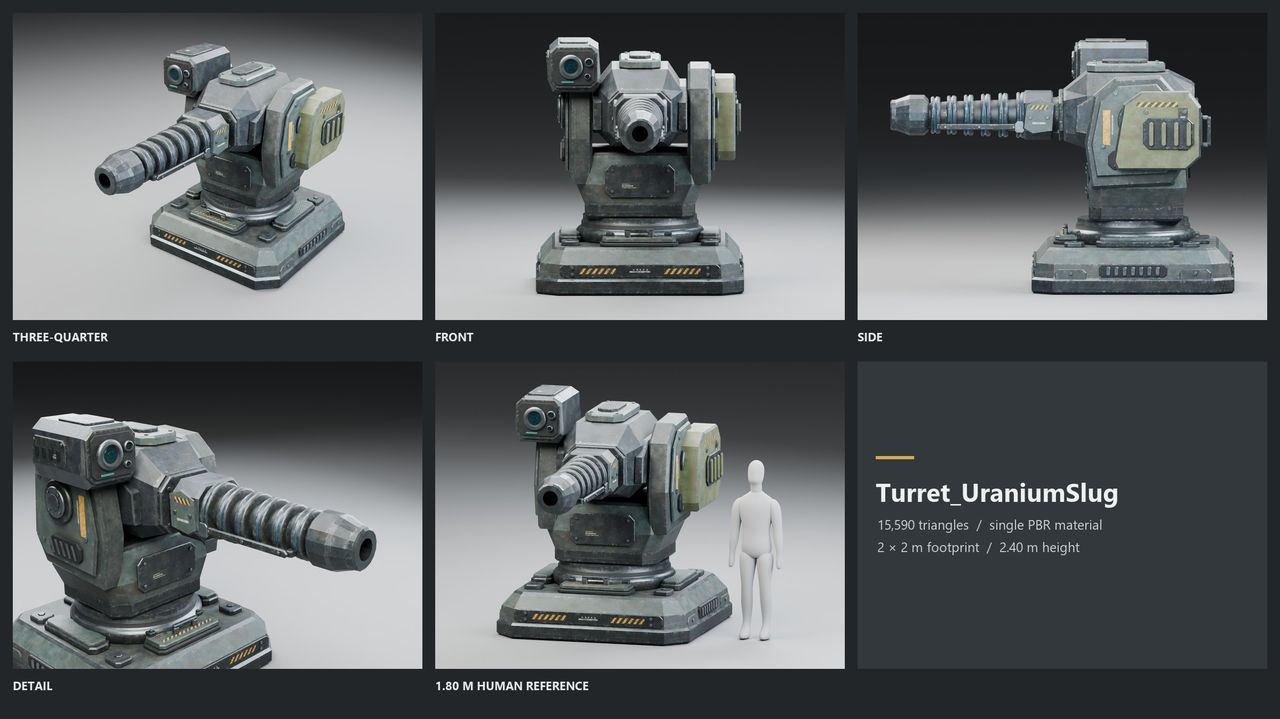 THREE-QUARTER
FRONT
SIDE
DETAIL
1.80 M HUMAN REFERENCE
Turret_UraniumSlug
15,590 triangles / single PBR material
2 × 2 m footprint / 2.40 m height